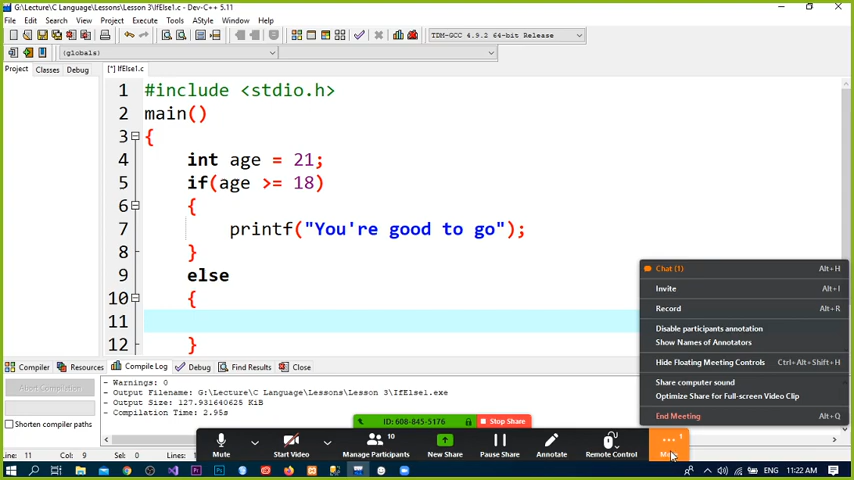 G:\Lecture\C Language\Lessons\Lesson 3\IfElse1.c - Dev-C++ 5.11
File Edit Search View Project Execute Tools AStyle Window Help
TDM-GCC 4.9.2 64-bit Release
(globals)
Project Classes Debug [*] IfElse1.c
1 #include <stdio.h>
2 main()
3 {
4 int age = 21;
5 if(age >= 18)
6 {
7 printf("You're good to go");
8 }
9 else
10 {
11
12 }
Chat (1) Alt+H
Invite Alt+I
Record Alt+R
Disable participants annotation
Show Names of Annotators
Hide Floating Meeting Controls Ctrl+Alt+Shift+H
Share computer sound
Optimize Share for Full-screen Video Clip
End Meeting Alt+Q
Compiler Resources Compile Log Debug Find Results Close
Abort Compilation
Shorten compiler paths
- Warnings: 0
- Output Filename: G:\Lecture\C Language\Lessons\Lesson 3\IfElse1.exe
- Output Size: 127.931640625 KiB
- Compilation Time: 2.95s
ID: 608-845-5176 Stop Share
10 1
Mute Start Video Manage Participants New Share Pause Share Annotate Remote Control
Line: 11 Col: 9 Sel: 0
ENG 11:22 AM